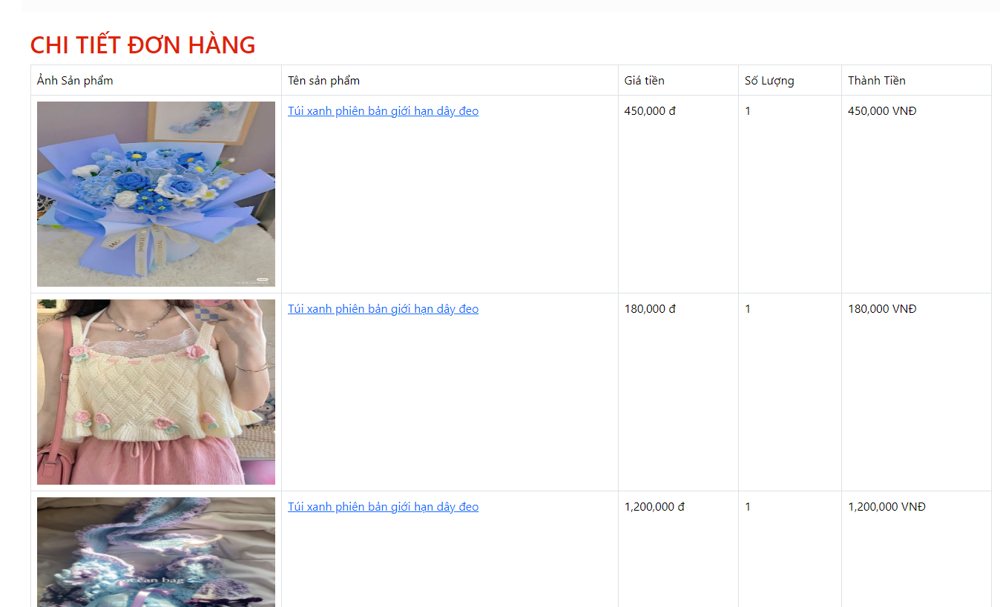 CHI TIẾT ĐƠN HÀNG
Ảnh Sản phẩm Tên sản phẩm Giá tiền Số Lượng Thành Tiền
Túi xanh phiên bản giới hạn dây đeo 450,000 đ 1 450,000 VNĐ
Túi xanh phiên bản giới hạn dây đeo 180,000 đ 1 180,000 VNĐ
Túi xanh phiên bản giới hạn dây đeo 1,200,000 đ 1 1,200,000 VNĐ
ocean bag